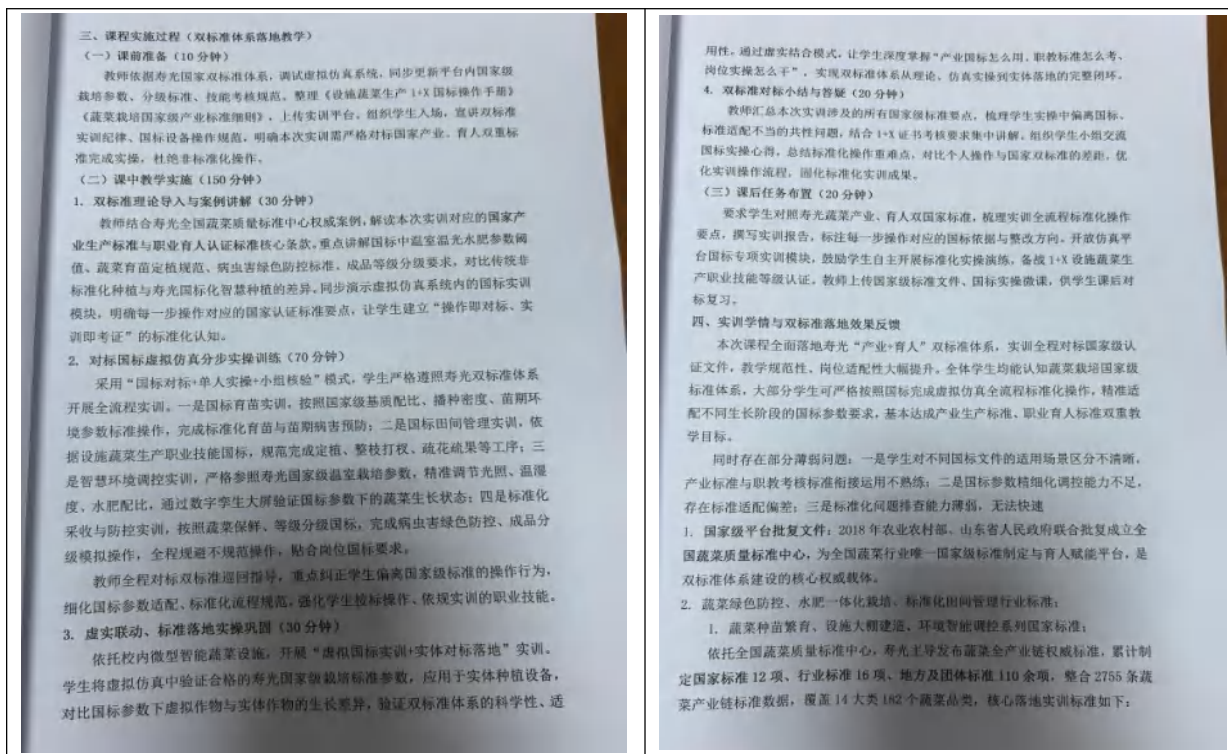 三、课程实施过程（双标准体系落地教学）
（一）课前准备（10 分钟）
教师依据寿光国家双标准体系，调试虚拟仿真系统，同步更新平台内国家级
栽培参数、分级标准、技能考核规范。整理《设施蔬菜生产 1+X 国标操作手册》
《蔬菜栽培国家级产业标准细则》，上传实训平台。组织学生入场，宣讲双标准
实训纪律、国标设备操作规范，明确本次实训需严格对标国家产业、育人双重标
准完成实操，杜绝非标准化操作。
（二）课中教学实施（150 分钟）
1. 双标准理论导入与案例讲解（30 分钟）
教师结合寿光全国蔬菜质量标准中心权威案例，解读本次实训对应的国家产
业生产标准与职业育人认证标准核心条款。重点讲解国标中温室温光水肥参数阈
值、蔬菜育苗定植规范、病虫害绿色防控标准、成品等级分级要求，对比传统非
标准化种植与寿光国标化智慧种植的差异。同步演示虚拟仿真系统内的国标实训
模块，明确每一步操作对应的国家认证标准要点，让学生建立“操作即对标、实
训即考证”的标准化认知。
2. 对标国标虚拟仿真分步实操训练（70 分钟）
采用“国标对标+单人实操+小组核验”模式，学生严格遵照寿光双标准体系
开展全流程实训。一是国标育苗实训，按照国家级基质配比、播种密度、苗期环
境参数标准操作，完成标准化育苗与苗期病害预防；二是国标田间管理实训，依
据设施蔬菜生产职业技能国标，规范完成定植、整枝打杈、疏花疏果等工序；三
是智慧环境调控实训，严格参照寿光国家级温室栽培参数，精准调节光照、温湿
度、水肥配比，通过数字孪生大屏验证国标参数下的蔬菜生长状态；四是标准化
采收与防控实训，按照蔬菜保鲜、等级分级国标，完成病虫害绿色防控、成品分
级模拟操作，全程规避不规范操作，贴合岗位国标要求。
教师全程对标双标准巡回指导，重点纠正学生偏离国家级标准的操作行为，
细化国标参数适配、标准化流程规范，强化学生按标操作、依规实训的职业技能。
3. 虚实联动、标准落地实操巩固（30 分钟）
依托校内微型智能蔬菜设施，开展“虚拟国标实训+实体对标落地”实训。
学生将虚拟仿真中验证合格的寿光国家级栽培标准参数，应用于实体种植设备，
对比国标参数下虚拟作物与实体作物的生长差异，验证双标准体系的科学性、适
用性。通过虚实结合模式，让学生深度掌握“产业国标怎么用、职教标准怎么考、
岗位实操怎么干”，实现双标准体系从理论、仿真实操到实体落地的完整闭环。
4. 双标准对标小结与答疑（20 分钟）
教师汇总本次实训涉及的所有国家级标准要点，梳理学生实操中偏离国标、
标准适配不当的共性问题，结合 1+X 证书考核要求集中讲解。组织学生小组交流
国标实操心得，总结标准化操作重难点，对比个人操作与国家双标准的差距，优
化实训操作流程，固化标准化实训成果。
（三）课后任务布置（20 分钟）
要求学生对照寿光蔬菜产业、育人双国家标准，梳理实训全流程标准化操作
要点，撰写实训报告，标注每一步操作对应的国标依据与整改方向。开放仿真平
台国标专项实训模块，鼓励学生自主开展标准化实操演练，备战 1+X 设施蔬菜生
产职业技能等级认证。教师上传国家级标准文件、国标实操微课，供学生课后对
标复习。
四、实训学情与双标准落地效果反馈
本次课程全面落地寿光“产业+育人”双标准体系，实训全程对标国家级认
证文件，教学规范性、岗位适配性大幅提升。全体学生均能认知蔬菜栽培国家级
标准体系，大部分学生可严格按照国标完成虚拟仿真全流程标准化操作，精准适
配不同生长阶段的国标参数要求，基本达成产业生产标准、职业育人标准双重教
学目标。
同时存在部分薄弱问题：一是学生对不同国标文件的适用场景区分不清晰，
产业标准与职教考核标准衔接运用不熟练；二是国标参数精细化调控能力不足，
存在标准适配偏差；三是标准化问题排查能力薄弱，无法快速
1. 国家级平台批复文件：2018 年农业农村部、山东省人民政府联合批复成立全
国蔬菜质量标准中心，为全国蔬菜行业唯一国家级标准制定与育人赋能平台，是
双标准体系建设的核心权威载体。
2. 蔬菜绿色防控、水肥一体化栽培、标准化田间管理行业标准；
1. 蔬菜种苗繁育、设施大棚建造、环境智能调控系列国家标准；
依托全国蔬菜质量标准中心，寿光主导发布蔬菜全产业链权威标准，累计制
定国家标准 12 项、行业标准 16 项、地方及团体标准 110 余项，整合 2755 条蔬
菜产业链标准数据，覆盖 14 大类 182 个蔬菜品类，核心落地实训标准如下：